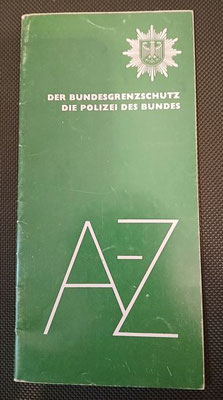 DER BUNDESGRENZSCHUTZ
DIE POLIZEI DES BUNDES
A-Z